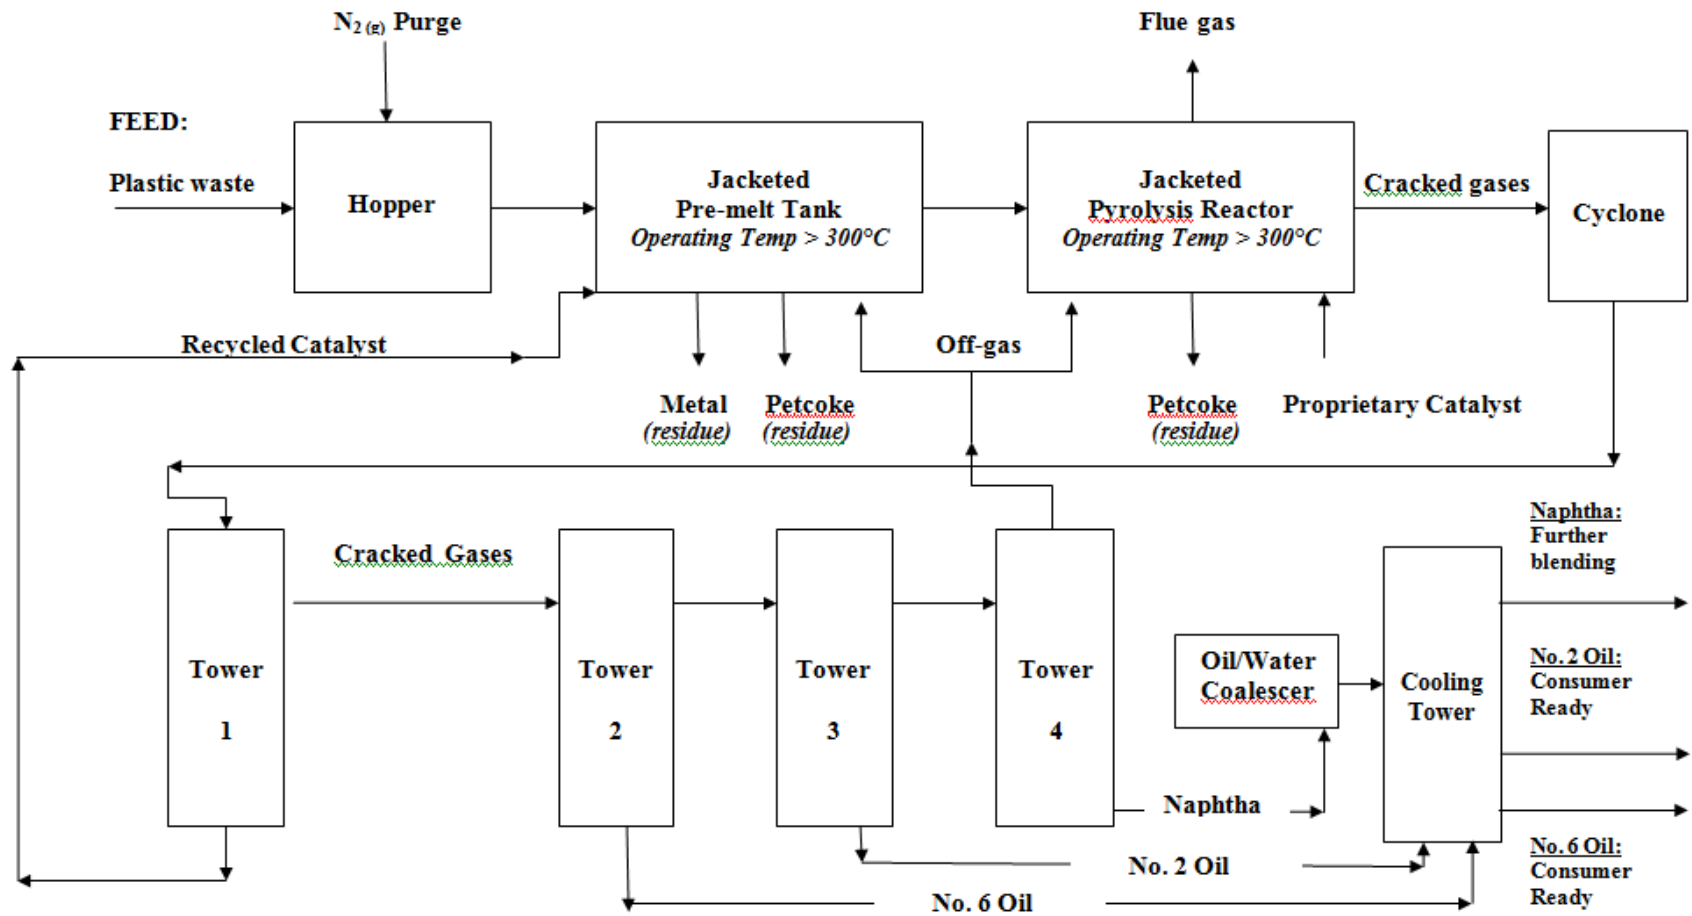 N2 (g) Purge
Flue gas
FEED:
Plastic waste
Hopper
Jacketed
Pre-melt Tank
Operating Temp > 300°C
Jacketed
Pyrolysis Reactor
Operating Temp > 300°C
Cracked gases
Cyclone
Recycled Catalyst
Off-gas
Metal
(residue)
Petcoke
(residue)
Petcoke
(residue)
Proprietary Catalyst
Cracked Gases
Tower
1
Tower
2
Tower
3
Tower
4
Oil/Water
Coalescer
Cooling
Tower
Naphtha:
Further
blending
No. 2 Oil:
Consumer
Ready
No. 6 Oil:
Consumer
Ready
Naphtha
No. 2 Oil
No. 6 Oil